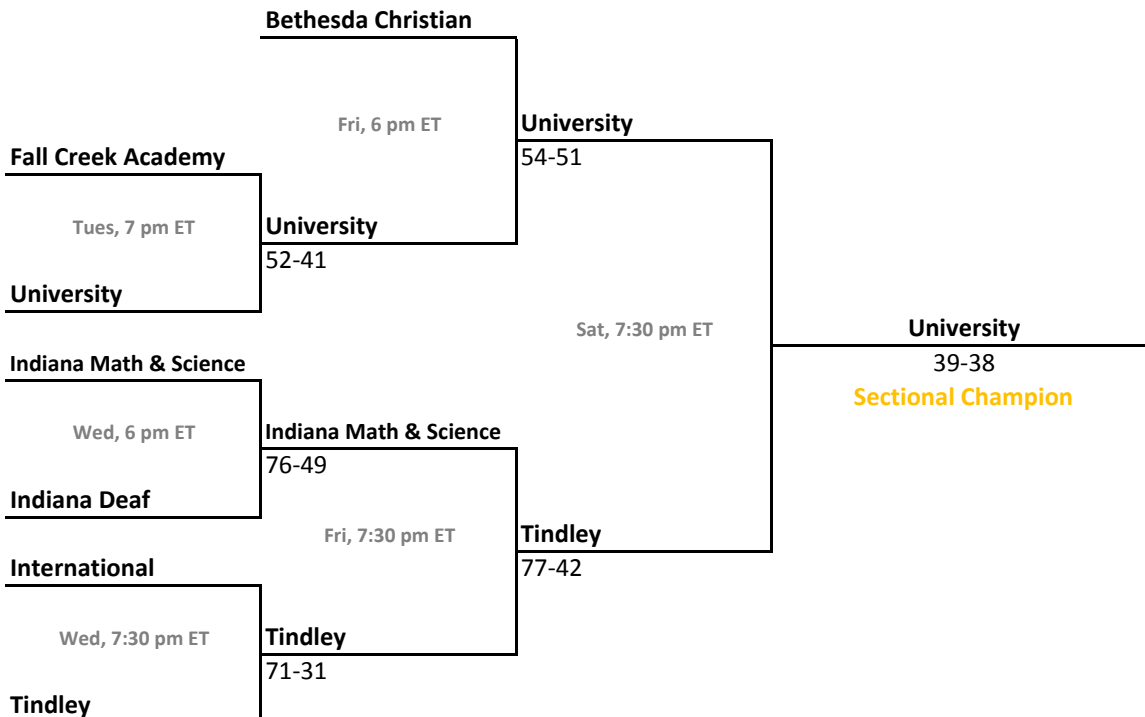 Bethesda Christian
Fri, 6 pm ET
University
54-51
Fall Creek Academy
Tues, 7 pm ET
University
52-41
University
Sat, 7:30 pm ET
University
39-38
Sectional Champion
Indiana Math & Science
Wed, 6 pm ET
Indiana Math & Science
76-49
Indiana Deaf
Fri, 7:30 pm ET
Tindley
77-42
International
Wed, 7:30 pm ET
Tindley
71-31
Tindley